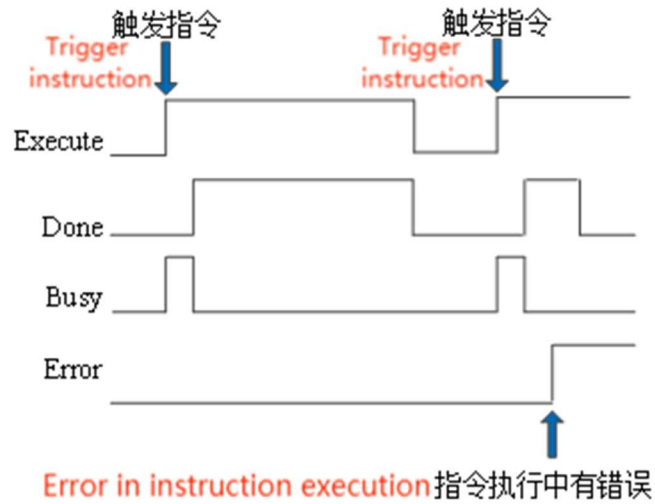 触发指令 触发指令
Trigger Trigger
instruction instruction
Execute
Done
Busy
Error
Error in instruction execution 指令执行中有错误